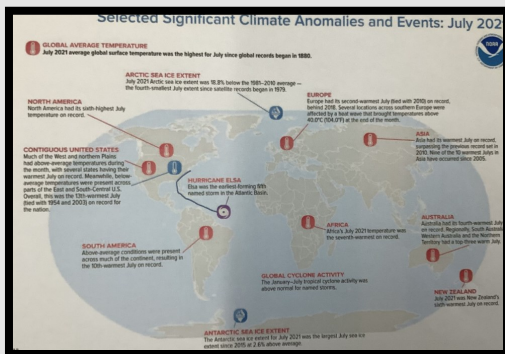 Selected Significant Climate Anomalies and Events: July 202
GLOBAL AVERAGE TEMPERATURE
July 2021 average global surface temperature was the highest for July since global records began in 1880.
NOAA
ARCTIC SEA ICE EXTENT
July 2021 Arctic sea ice extent was 18.8% below the 1981–2010 average —
the fourth-smallest July extent since satellite records began in 1979.
NORTH AMERICA
North America had its sixth-highest July
temperature on record.
EUROPE
Europe had its second-warmest July (tied with 2010) on record,
behind 2018. Several locations across southern Europe were
affected by a heat wave that brought temperatures above
40.0°C (104.0°F) at the end of the month.
ASIA
Asia had its warmest July on record,
surpassing the previous record set in
2010. Nine of the 10 warmest Julys in
Asia have occurred since 2005.
CONTIGUOUS UNITED STATES
Much of the West and northern Plains
had above-average temperatures during
the month, with several states having their
warmest July on record. Meanwhile, below-
average temperatures were present across
parts of the East and South-Central U.S.
Overall, this was the 13th-warmest July
(tied with 1954 and 2003) on record for
the nation.
HURRICANE ELSA
Elsa was the earliest-forming fifth
named storm in the Atlantic Basin.
AFRICA
Africa's July 2021 temperature was
the seventh-warmest on record.
AUSTRALIA
Australia had its fourth-warmest July
on record. Regionally, South Australia
Western Australia and the Northern
Territory had a top-three warm July.
SOUTH AMERICA
Above-average conditions were present
across much of the continent, resulting in
the 10th-warmest July on record.
GLOBAL CYCLONE ACTIVITY
The January–July tropical cyclone activity was
above normal for named storms.
NEW ZEALAND
July 2021 was New Zealand's
sixth-warmest July on record.
ANTARCTIC SEA ICE EXTENT
The Antarctic sea ice extent for July 2021 was the largest July sea ice
extent since 2015 at 2.6% above average.